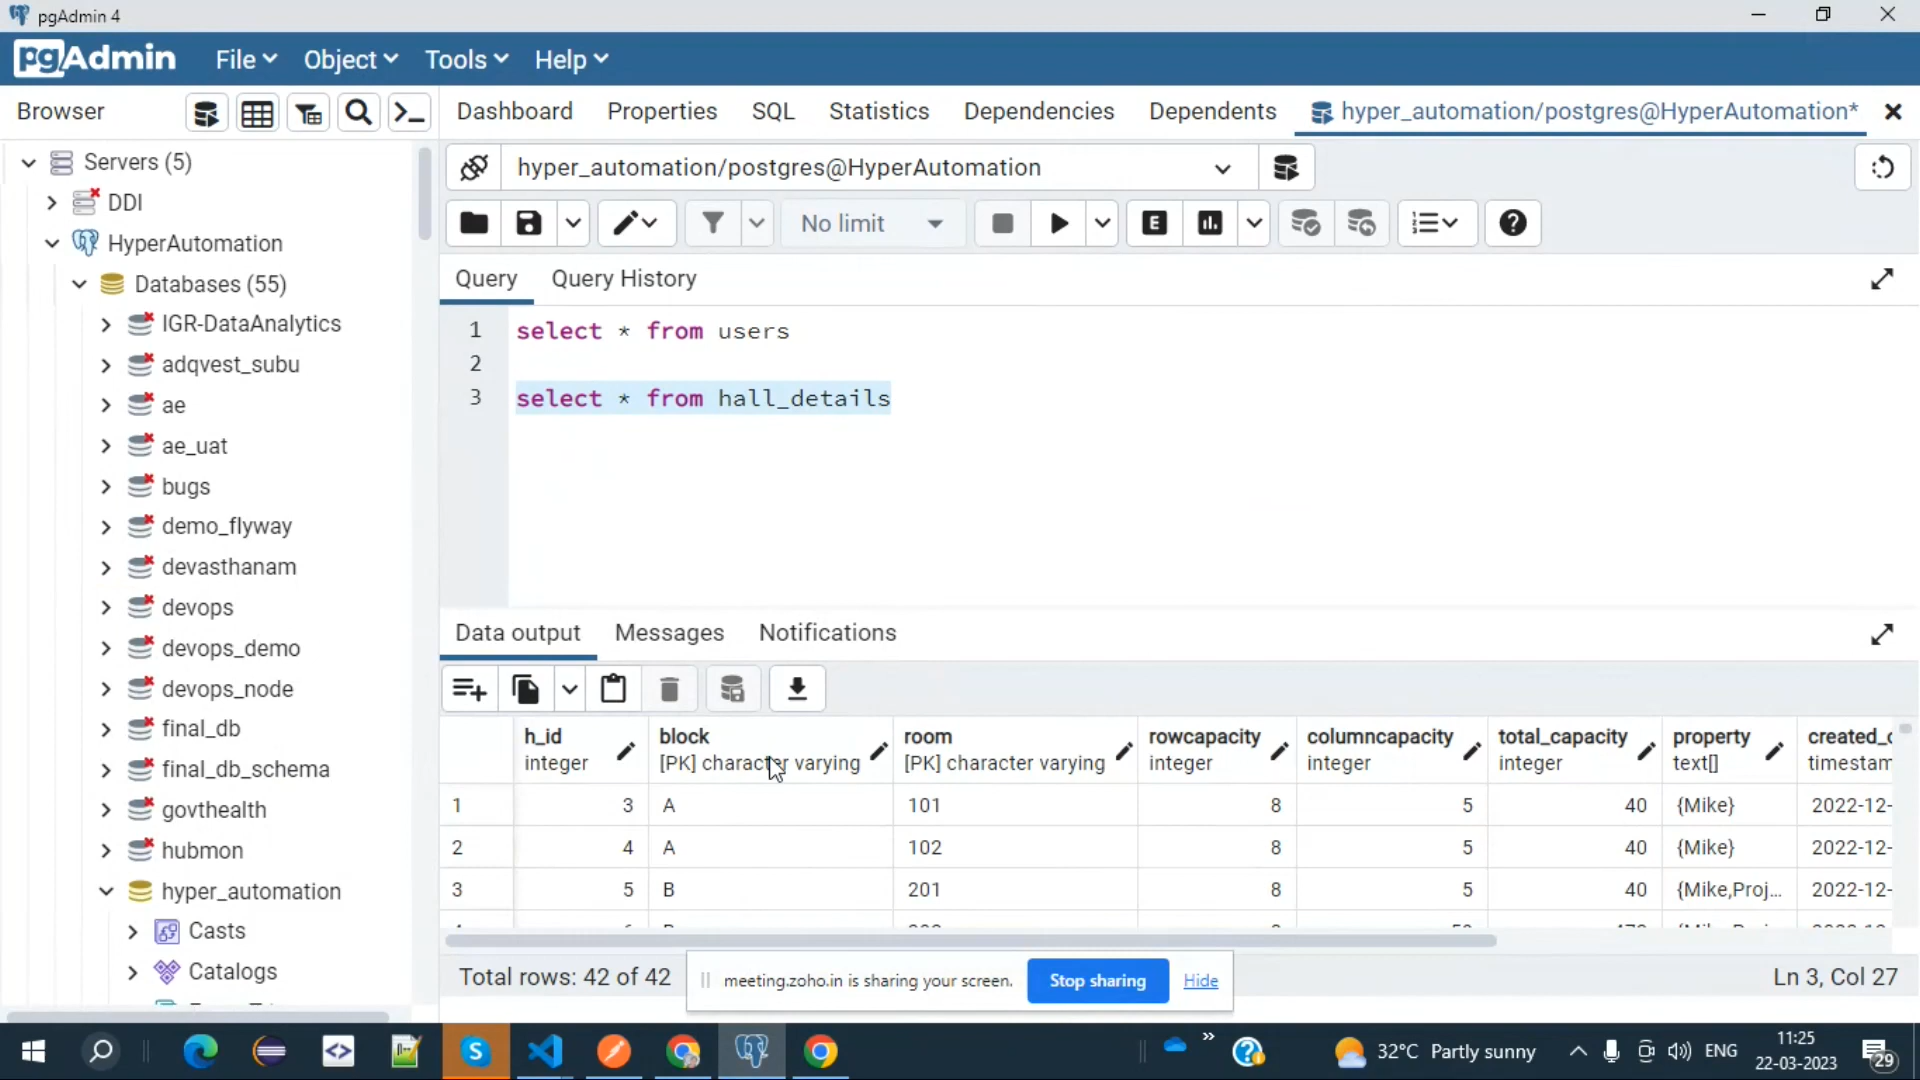 pgAdmin 4
pgAdmin File Object Tools Help
Browser Dashboard Properties SQL Statistics Dependencies Dependents hyper_automation/postgres@HyperAutomation*
Servers (5)
DDI
HyperAutomation
Databases (55)
IGR-DataAnalytics
adqvest_subu
ae
ae_uat
bugs
demo_flyway
devasthanam
devops
devops_demo
devops_node
final_db
final_db_schema
govthealth
hubmon
hyper_automation
Casts
Catalogs
hyper_automation/postgres@HyperAutomation
No limit E
Query Query History
1 select * from users
2
3 select * from hall_details
Data output Messages Notifications
h_id block room rowcapacity columncapacity total_capacity property created_
integer [PK] character varying [PK] character varying integer integer integer text[] timestam
1 3 A 101 8 5 40 {Mike} 2022-12-
2 4 A 102 8 5 40 {Mike} 2022-12-
3 5 B 201 8 5 40 {Mike,Proj... 2022-12-
Total rows: 42 of 42 Ln 3, Col 27
meeting.zoho.in is sharing your screen. Stop sharing Hide
32°C Partly sunny ENG 11:25
22-03-2023 29